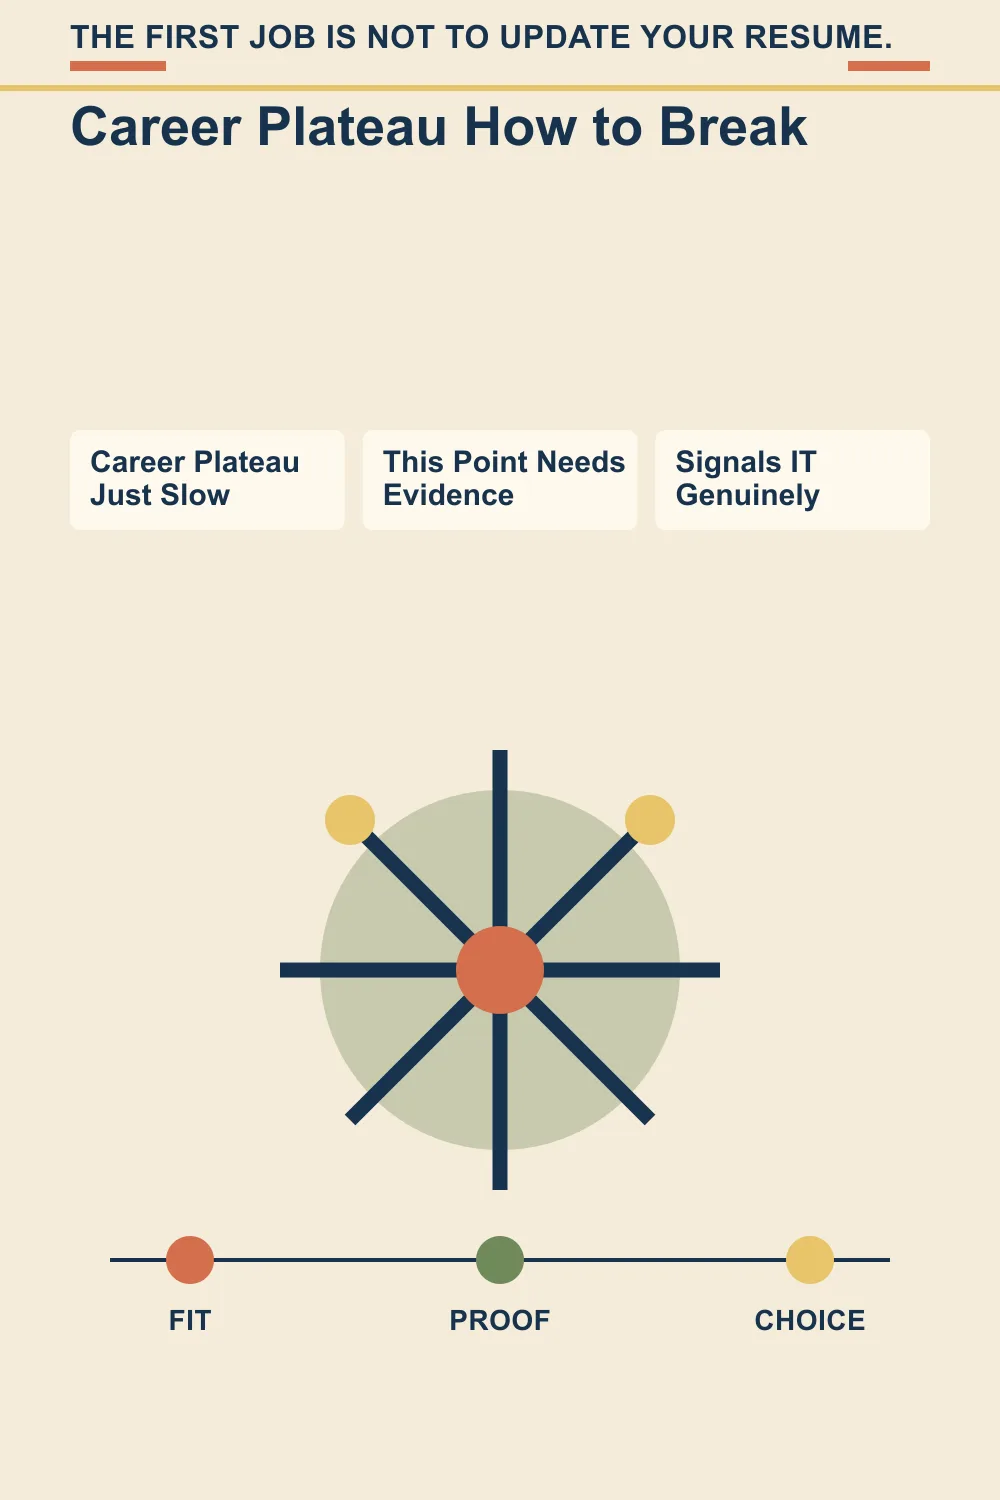 THE FIRST JOB IS NOT TO UPDATE YOUR RESUME.
Career Plateau How to Break
Career Plateau
Just Slow
This Point Needs
Evidence
Signals IT
Genuinely
FIT
PROOF
CHOICE